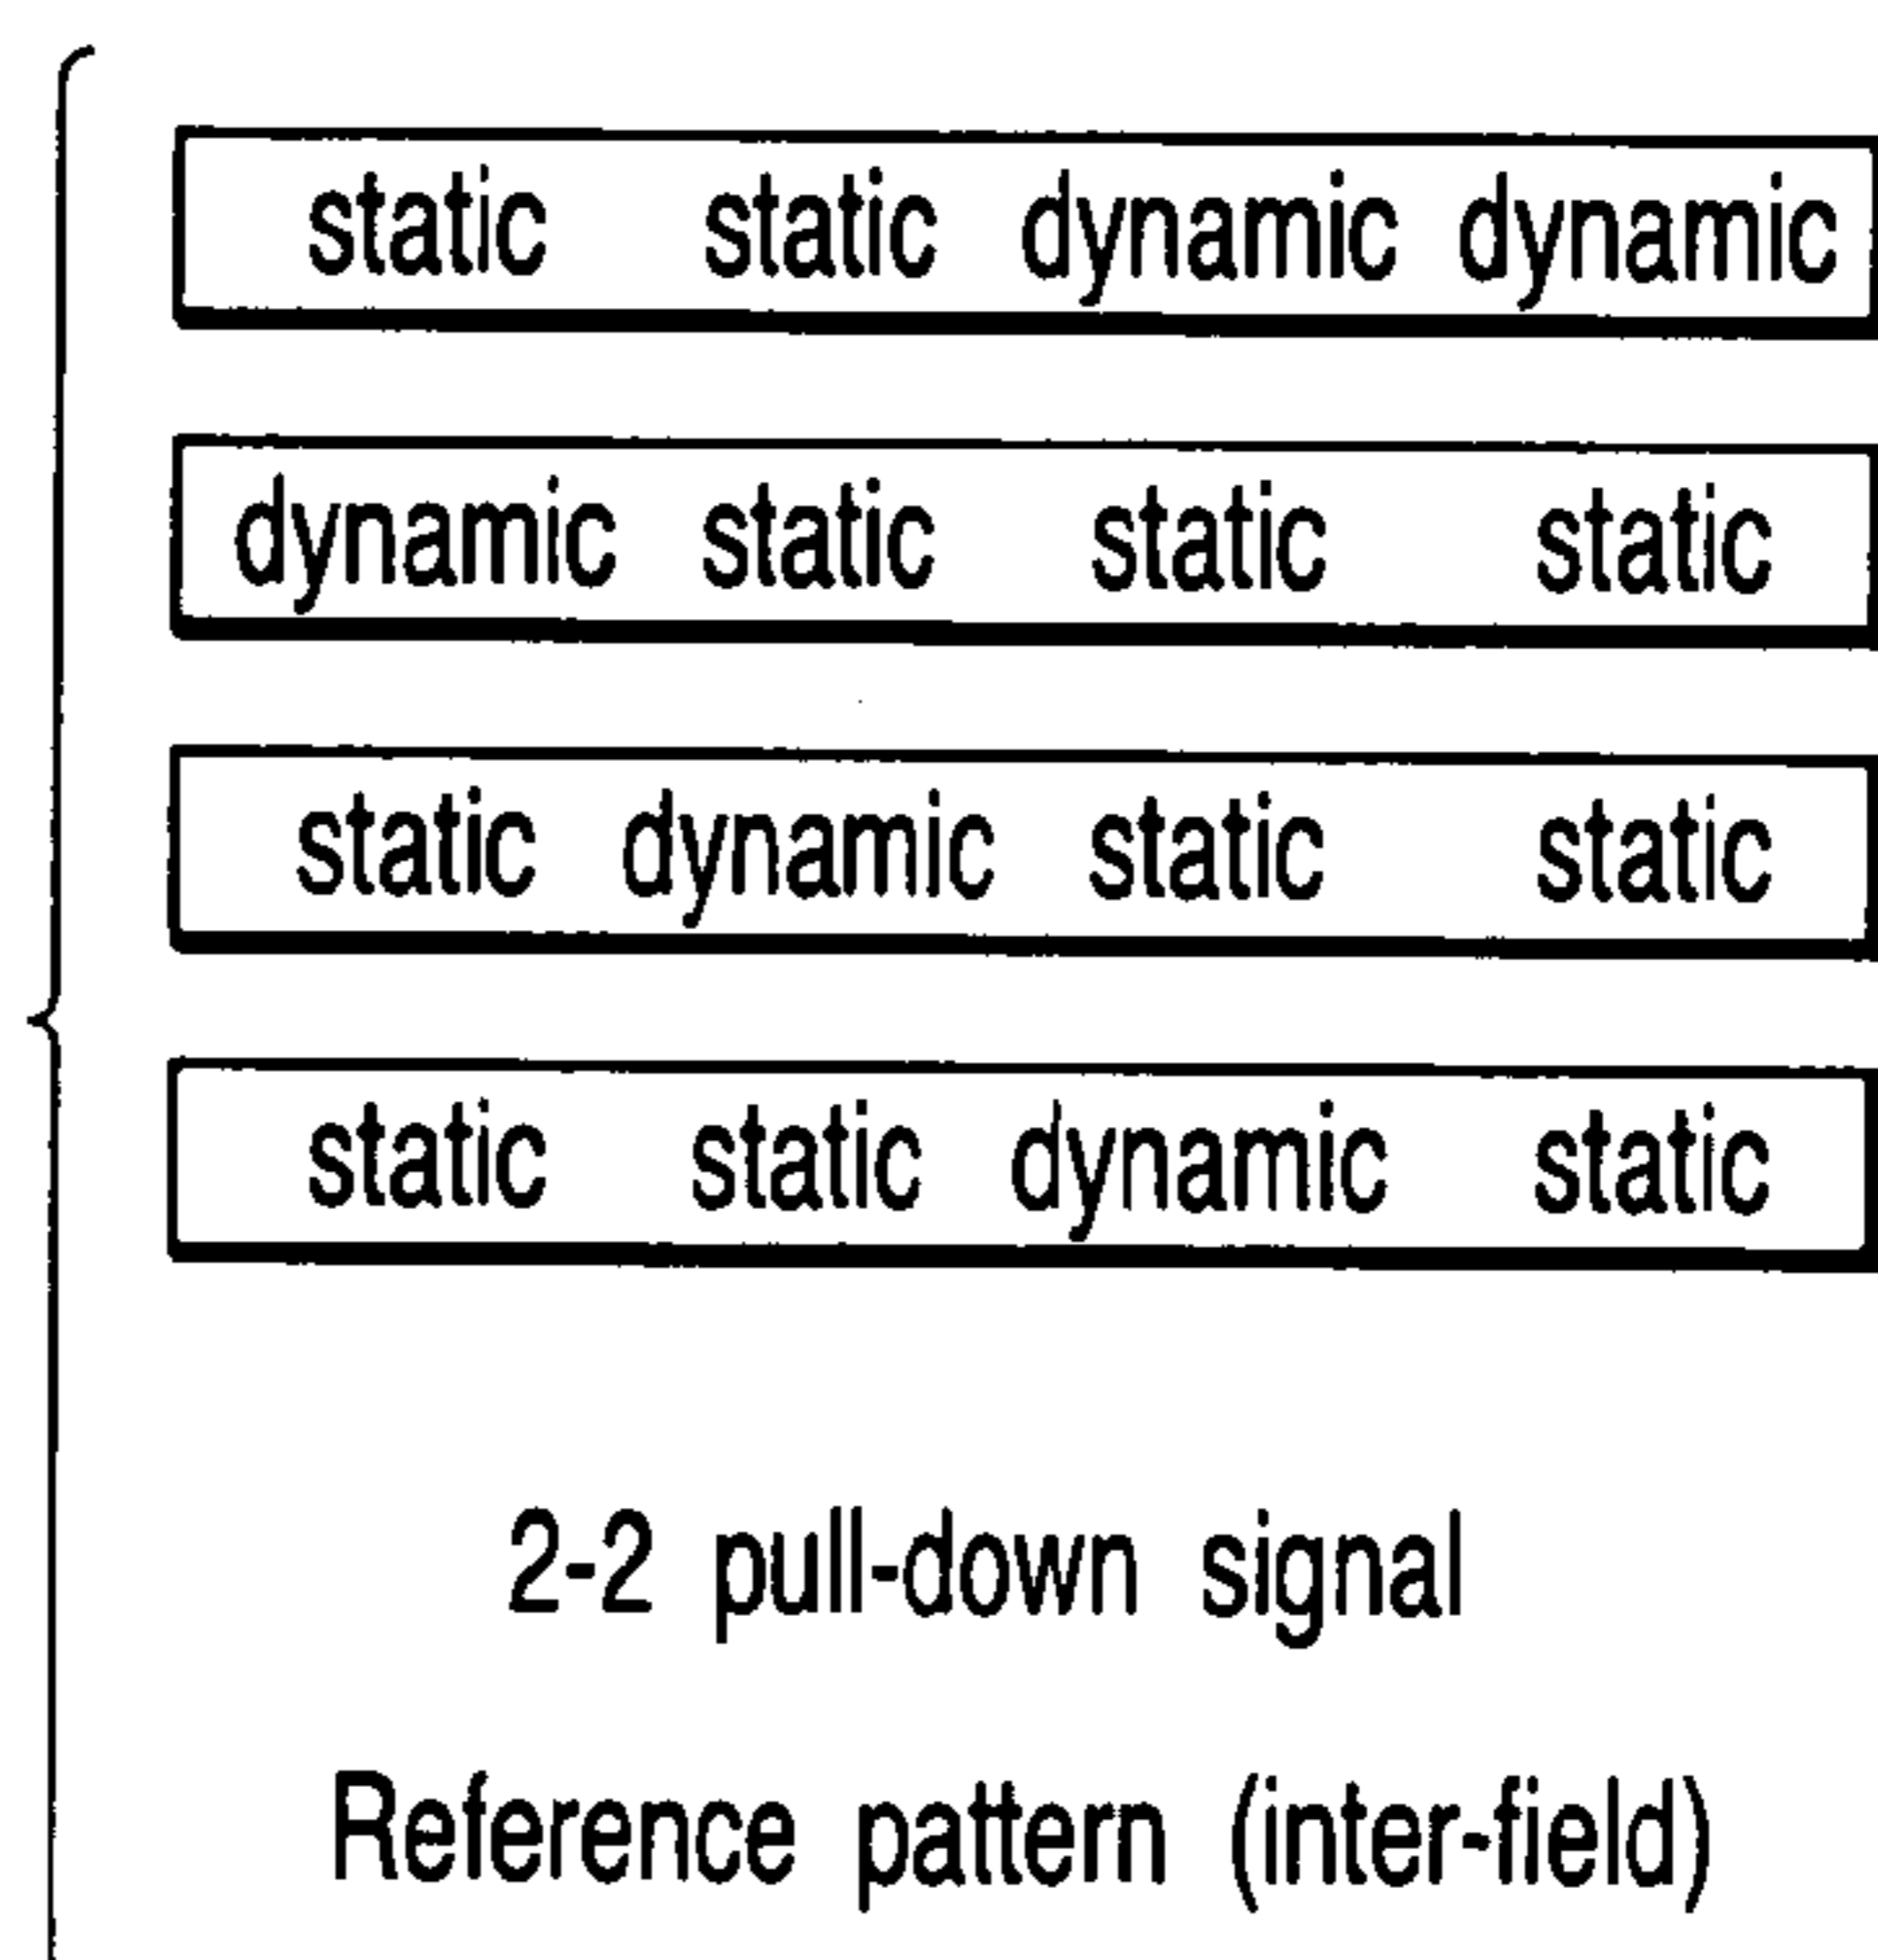 static static dynamic dynamic
dynamic static static static
static dynamic static static
static static dynamic static
2-2 pull-down signal
Reference pattern (inter-field)